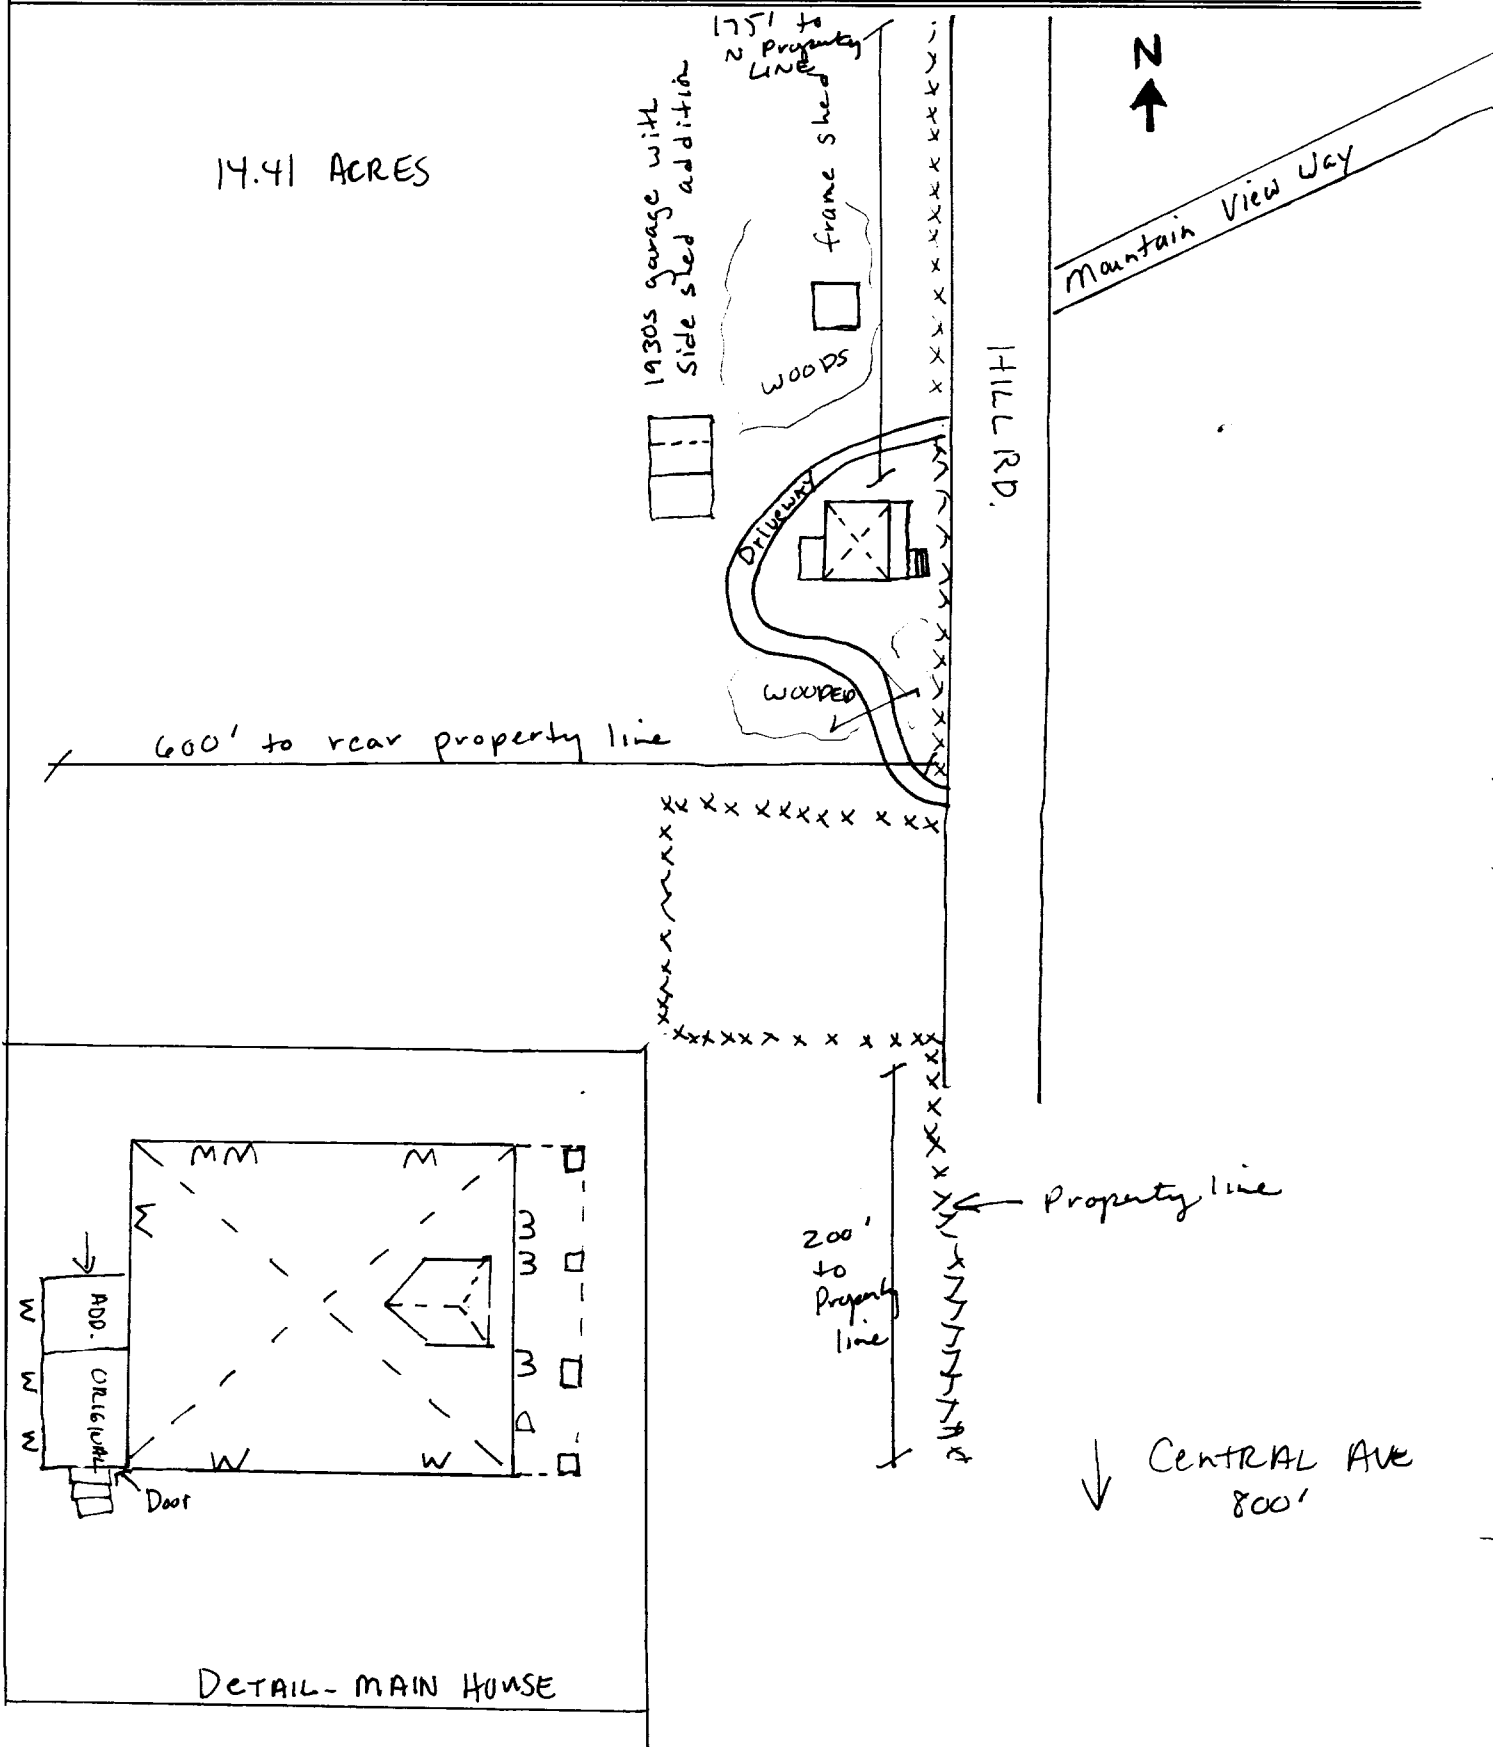 175' to
N Property
LINE
N
14.41 ACRES
1930s garage with
side shed addition
frame shed
Mountain View Way
WOODS
HILL RD.
Driveway
WOODED
600' to rear property line
Property line
200'
to
Property
line
CENTRAL AVE
800'
MM
M
M
W
W
W
W
W
W
W
W
D
ADD.
ORIGINAL
Door
DETAIL - MAIN HOUSE